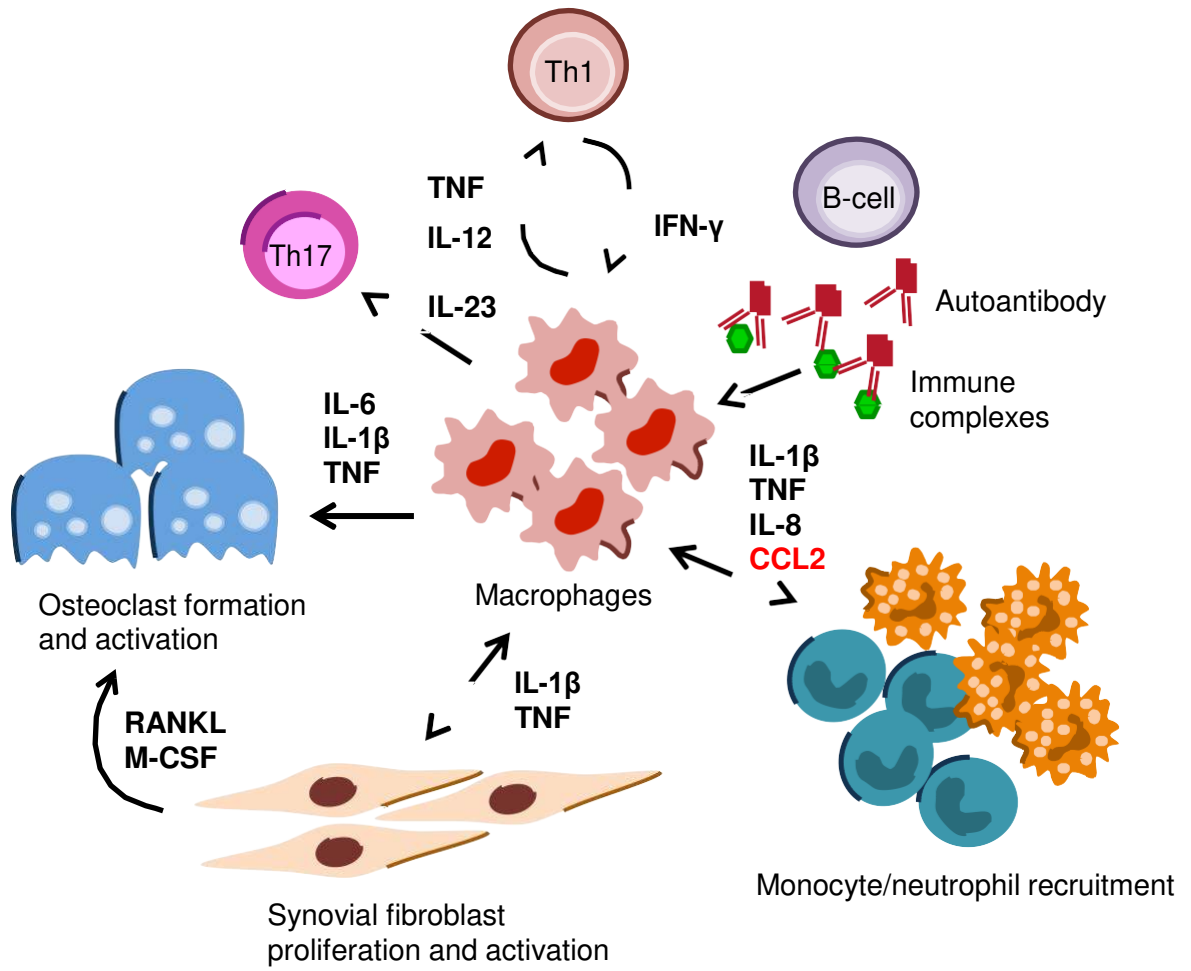 Th1
TNF
IL-12
IL-23
IFN-γ
B-cell
Th17
Autoantibody
Immune
complexes
IL-6
IL-1β
TNF
IL-1β
TNF
IL-8
CCL2
Macrophages
Osteoclast formation
and activation
IL-1β
TNF
RANKL
M-CSF
Monocyte/neutrophil recruitment
Synovial fibroblast
proliferation and activation